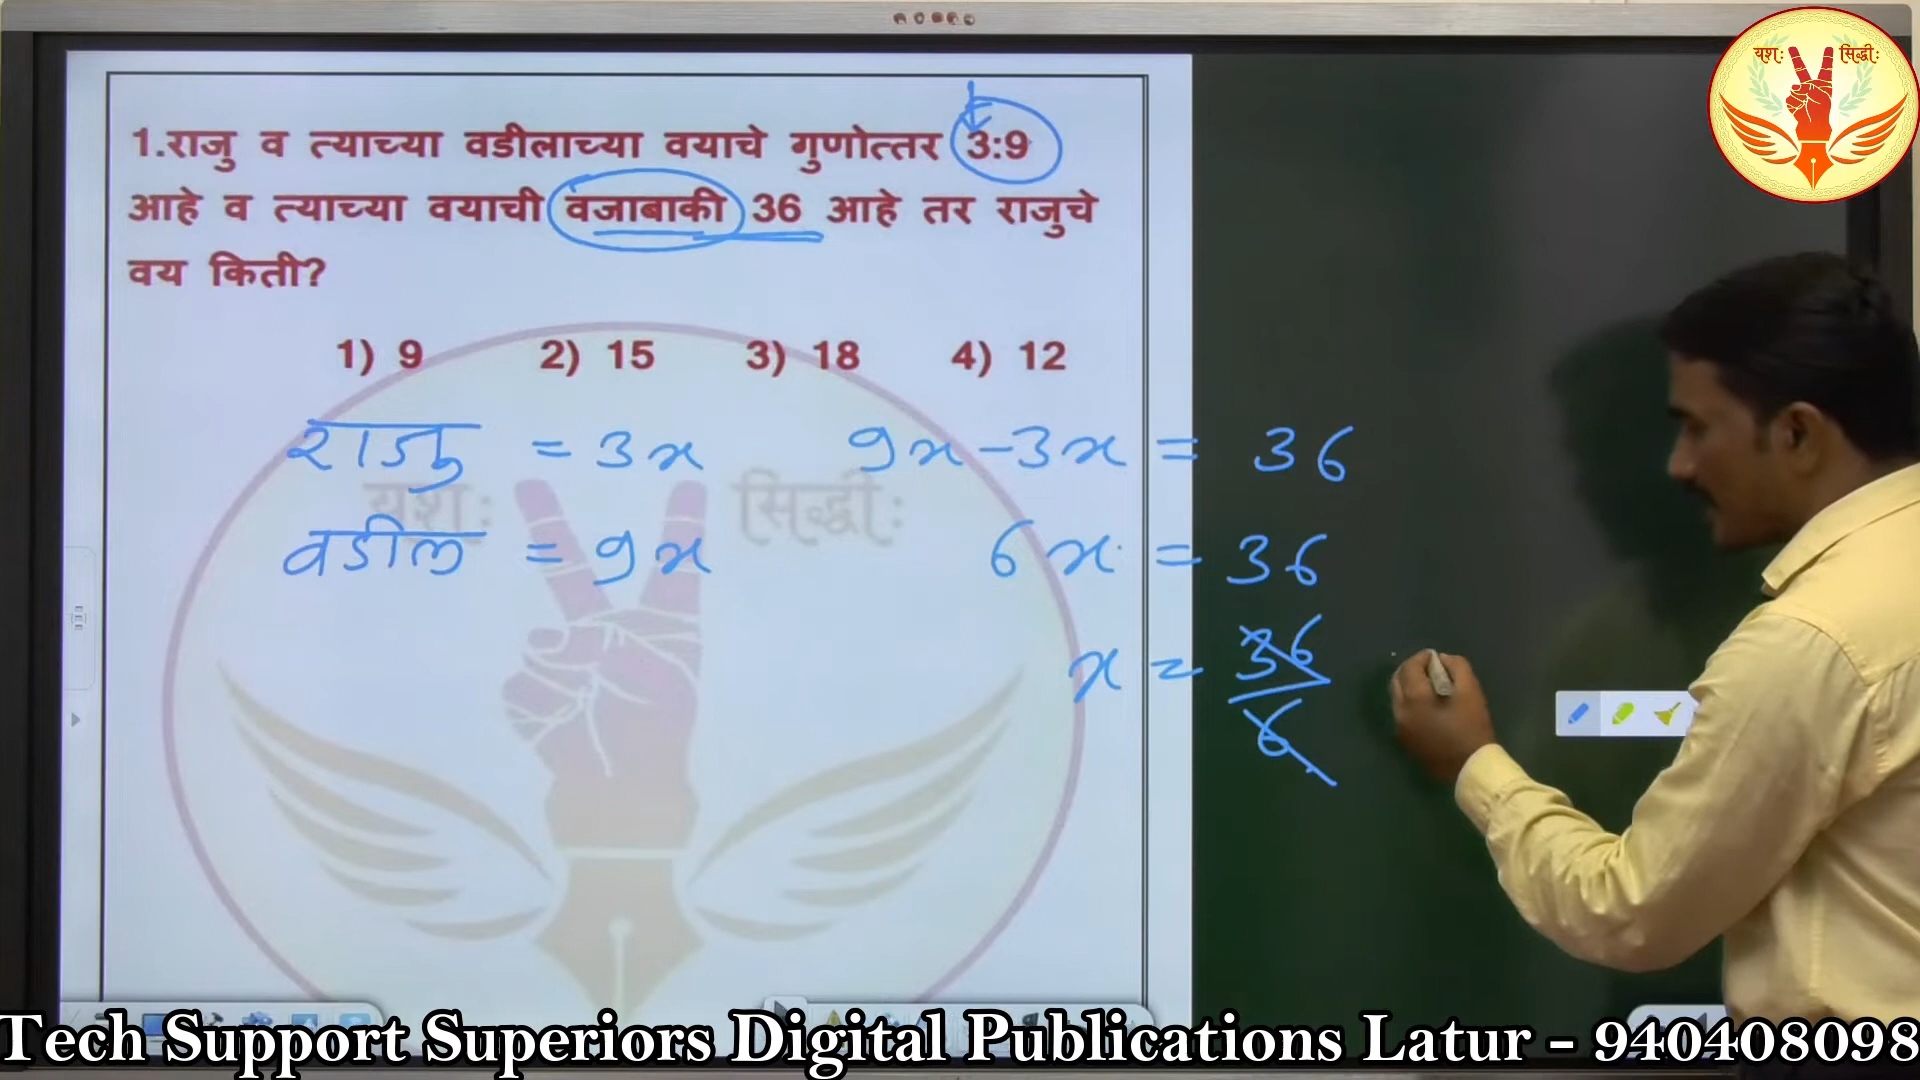 यशः सिद्धीः
1.राजु व त्याच्या वडीलाच्या वयाचे गुणोत्तर 3:9
आहे व त्याच्या वयाची वजाबाकी 36 आहे तर राजुचे
वय किती?
1) 9 2) 15 3) 18 4) 12
राजु = 3x 9x-3x = 36
यशः सिद्धीः
वडील = 9x 6x = 36
x = 36
6
Tech Support Superiors Digital Publications Latur - 940408098